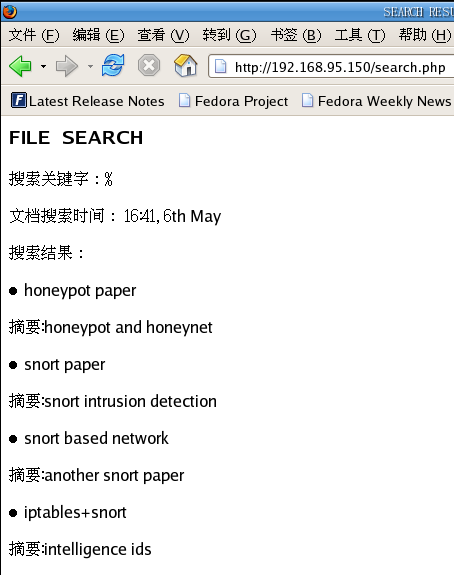 SEARCH RESU
文件 (F) 编辑 (E) 查看 (V) 转到 (G) 书签 (B) 工具 (T) 帮助 (H)
http://192.168.95.150/search.php
Latest Release Notes Fedora Project Fedora Weekly News
FILE SEARCH
搜索关键字：%
文档搜索时间： 16:41, 6th May
搜索结果：
● honeypot paper
摘要:honeypot and honeynet
● snort paper
摘要:snort intrusion detection
● snort based network
摘要:another snort paper
● iptables+snort
摘要:intelligence ids